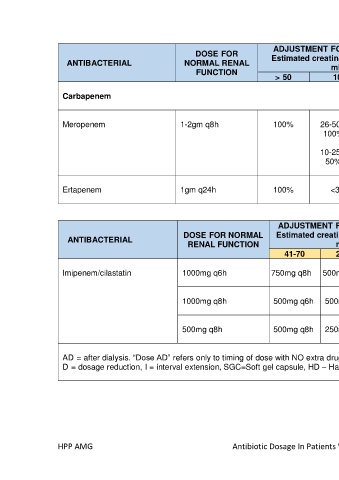 ANTIBACTERIAL
DOSE FOR
NORMAL RENAL
FUNCTION
ADJUSTMENT FO
Estimated creatin
m
> 50
10
Carbapenem
Meropenem
1-2gm q8h
100%
26-50
100%
10-25
50%
Ertapenem
1gm q24h
100%
<3
ANTIBACTERIAL
DOSE FOR NORMAL
RENAL FUNCTION
ADJUSTMENT F
Estimated creati
m
41-70
2
Imipenem/cilastatin
1000mg q6h
750mg q8h
500m
1000mg q8h
500mg q6h
500
500mg q8h
500mg q8h
250
AD = after dialysis. “Dose AD” refers only to timing of dose with NO extra drug
D = dosage reduction, I = interval extension, SGC=Soft gel capsule, HD – Ha
HPP AMG
Antibiotic Dosage In Patients